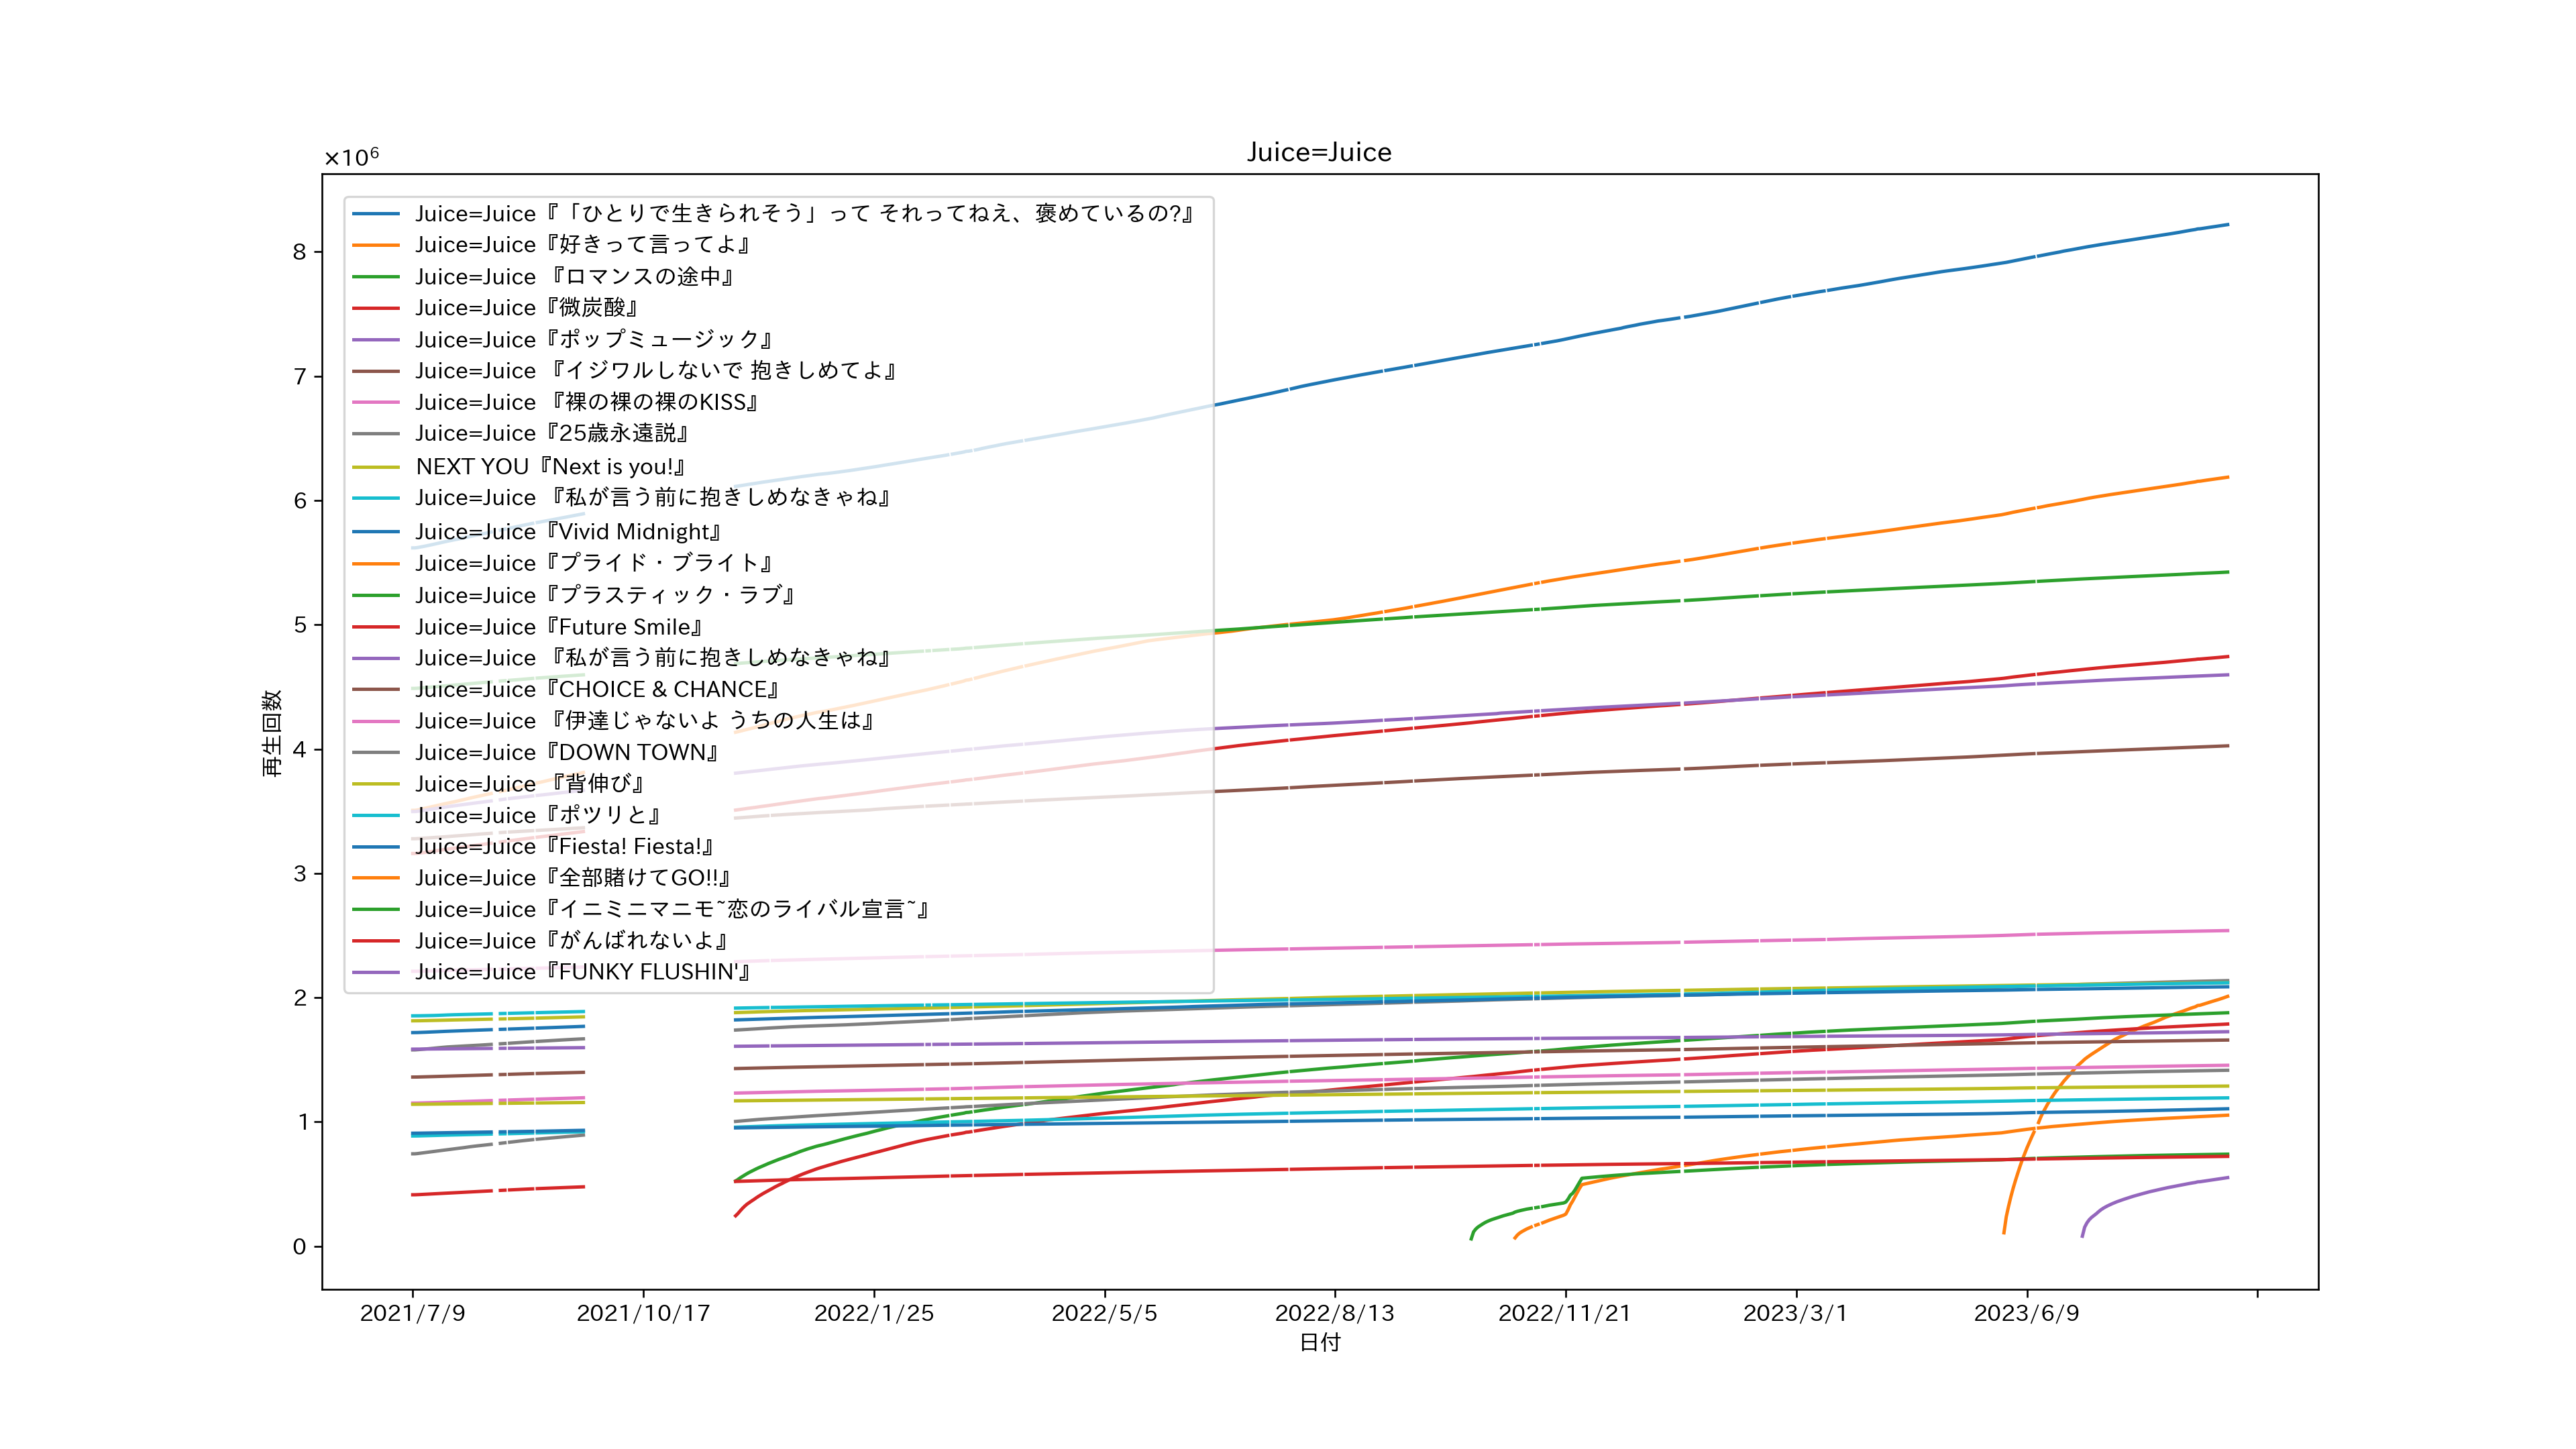 Juice=Juice
×10⁶
Juice=Juice『「ひとりで生きられそう」って それってねえ、褒めているの?』
Juice=Juice『好きって言ってよ』
Juice=Juice 『ロマンスの途中』
Juice=Juice『微炭酸』
Juice=Juice『ポップミュージック』
Juice=Juice 『イジワルしないで 抱きしめてよ』
Juice=Juice 『裸の裸の裸のKISS』
Juice=Juice『25歳永遠説』
NEXT YOU『Next is you!』
Juice=Juice 『私が言う前に抱きしめなきゃね』
Juice=Juice『Vivid Midnight』
Juice=Juice『プライド・ブライト』
Juice=Juice『プラスティック・ラブ』
Juice=Juice『Future Smile』
Juice=Juice 『私が言う前に抱きしめなきゃね』
Juice=Juice『CHOICE & CHANCE』
Juice=Juice 『伊達じゃないよ うちの人生は』
Juice=Juice『DOWN TOWN』
Juice=Juice 『背伸び』
Juice=Juice『ポツリと』
Juice=Juice『Fiesta! Fiesta!』
Juice=Juice『全部賭けてGO!!』
Juice=Juice『イニミニマニモ~恋のライバル宣言~』
Juice=Juice『がんばれないよ』
Juice=Juice『FUNKY FLUSHIN'』
8
7
6
5
4
3
2
1
0
再生回数
2021/7/9 2021/10/17 2022/1/25 2022/5/5 2022/8/13 2022/11/21 2023/3/1 2023/6/9
日付